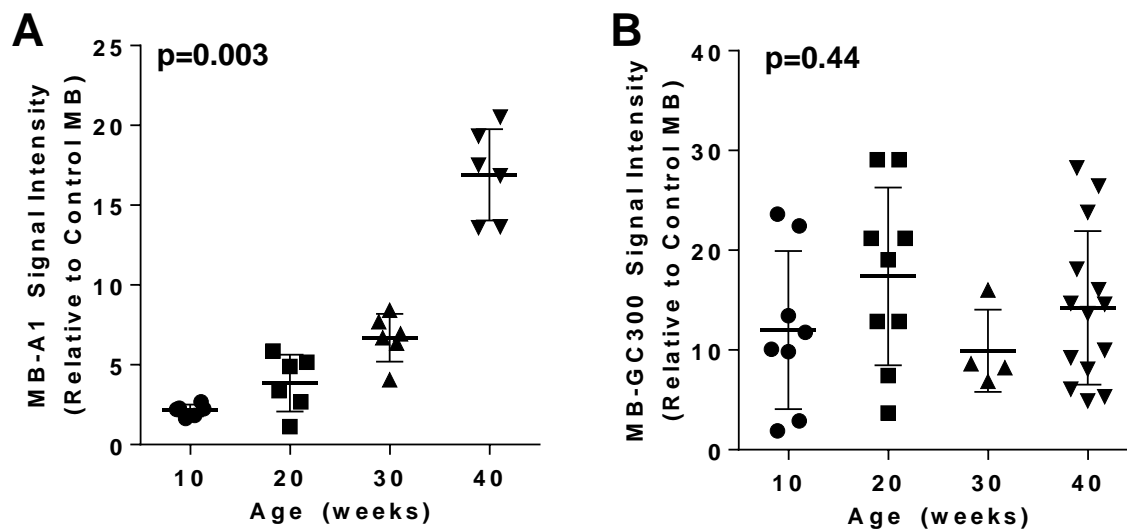 A
p=0.003
MB-A1 Signal Intensity
(Relative to Control MB)
25
20
15
10
5
0
10 20 30 40
Age (weeks)
B
p=0.44
MB-GC300 Signal Intensity
(Relative to Control MB)
40
30
20
10
0
10 20 30 40
Age (weeks)